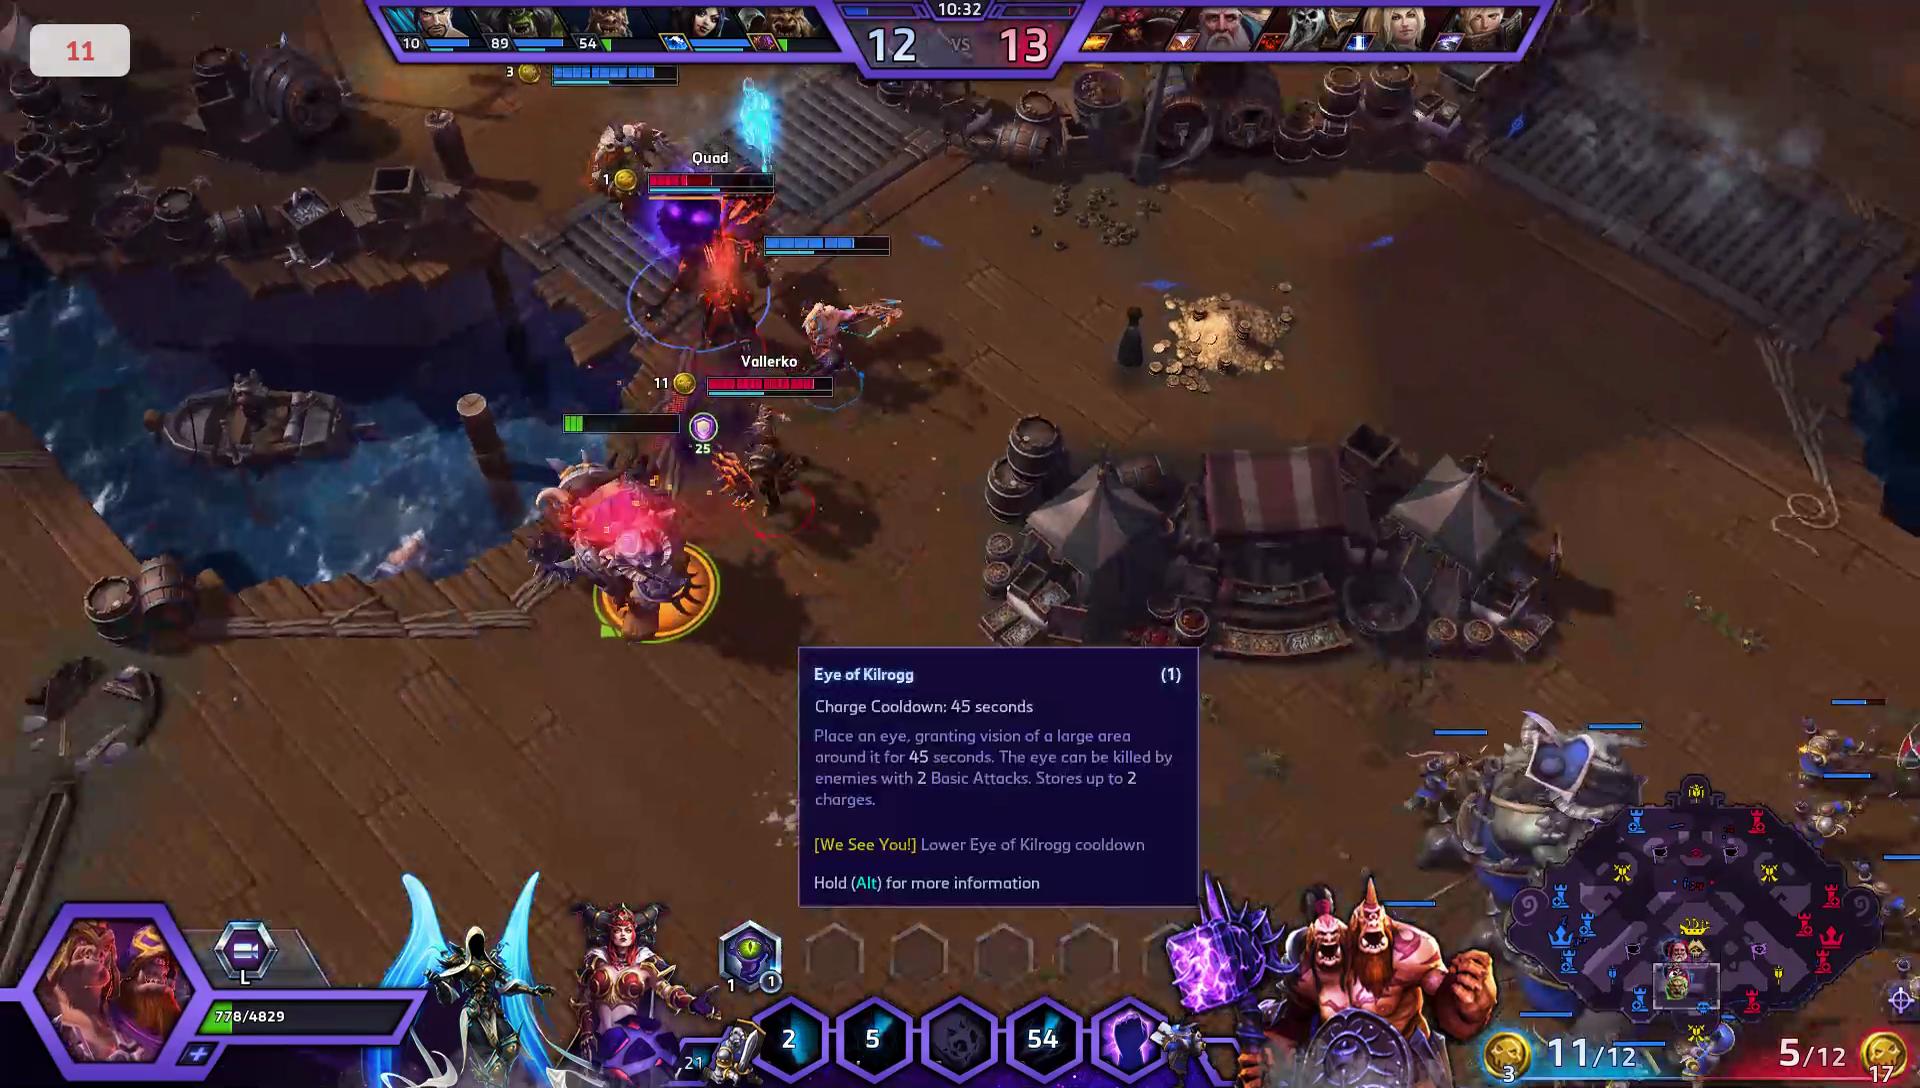 11
10:32
12 VS 13
10
89
54
3
Quad
1
Vallerko
11
25
Eye of Kilrogg (1)
Charge Cooldown: 45 seconds
Place an eye, granting vision of a large area
around it for 45 seconds. The eye can be killed by
enemies with 2 Basic Attacks. Stores up to 2
charges.
[We See You!] Lower Eye of Kilrogg cooldown
Hold (Alt) for more information
L
1
1
778/4829
21
2
5
54
11/12
3
5/12
17